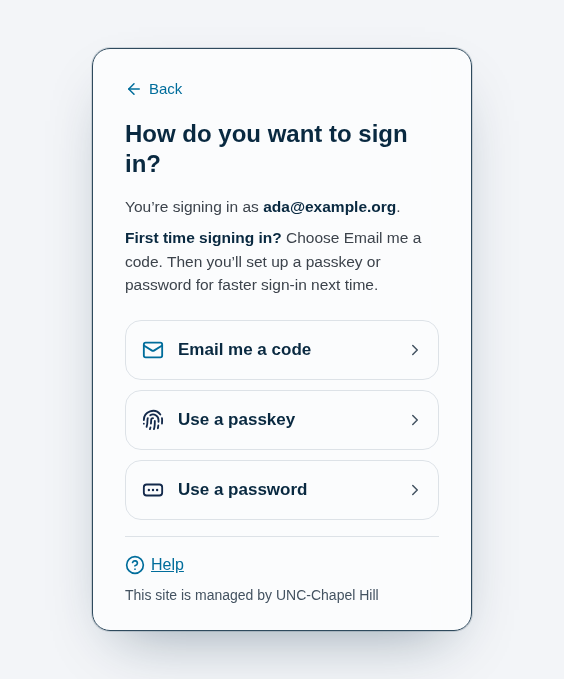 Back
How do you want to sign
in?
You’re signing in as ada@example.org.
First time signing in? Choose Email me a
code. Then you’ll set up a passkey or
password for faster sign-in next time.
Email me a code
Use a passkey
Use a password
Help
This site is managed by UNC-Chapel Hill